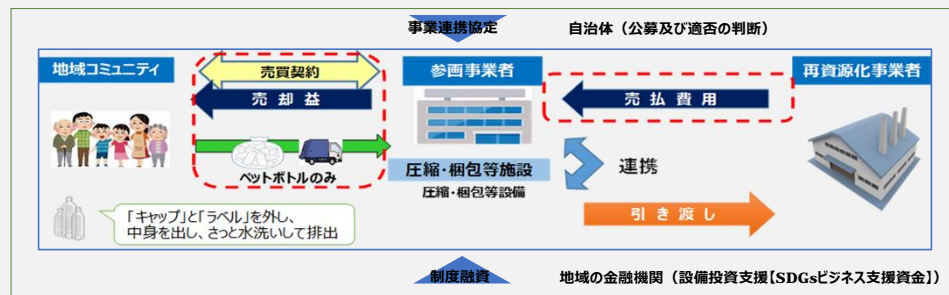 事業連携協定
自治体（公募及び適否の判断）
地域コミュニティ
売買契約
参画事業者
再資源化事業者
売却益
売払費用
ペットボトルのみ
圧縮・梱包等施設
圧縮・梱包等設備
連携
「キャップ」と「ラベル」を外し、
中身を出し、さっと水洗いして排出
引き渡し
制度融資
地域の金融機関（設備投資支援【SDGsビジネス支援資金】）